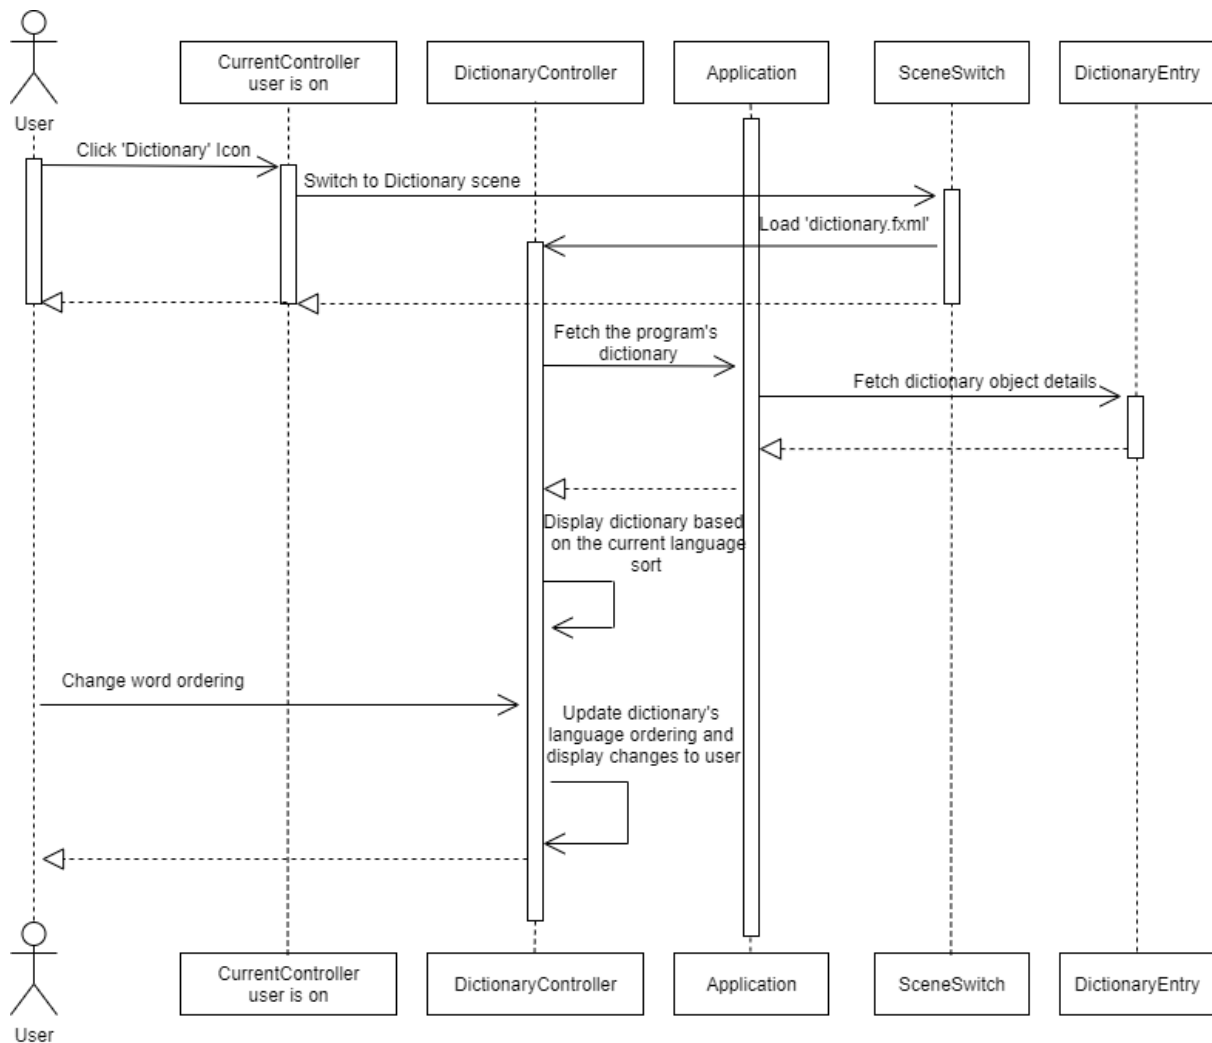 CurrentController
user is on
DictionaryController
Application
SceneSwitch
DictionaryEntry
User
Click 'Dictionary' Icon
Switch to Dictionary scene
Load 'dictionary.fxml'
Fetch the program's
dictionary
Fetch dictionary object details
Display dictionary based
on the current language
sort
Change word ordering
Update dictionary's
language ordering and
display changes to user
CurrentController
user is on
DictionaryController
Application
SceneSwitch
DictionaryEntry
User